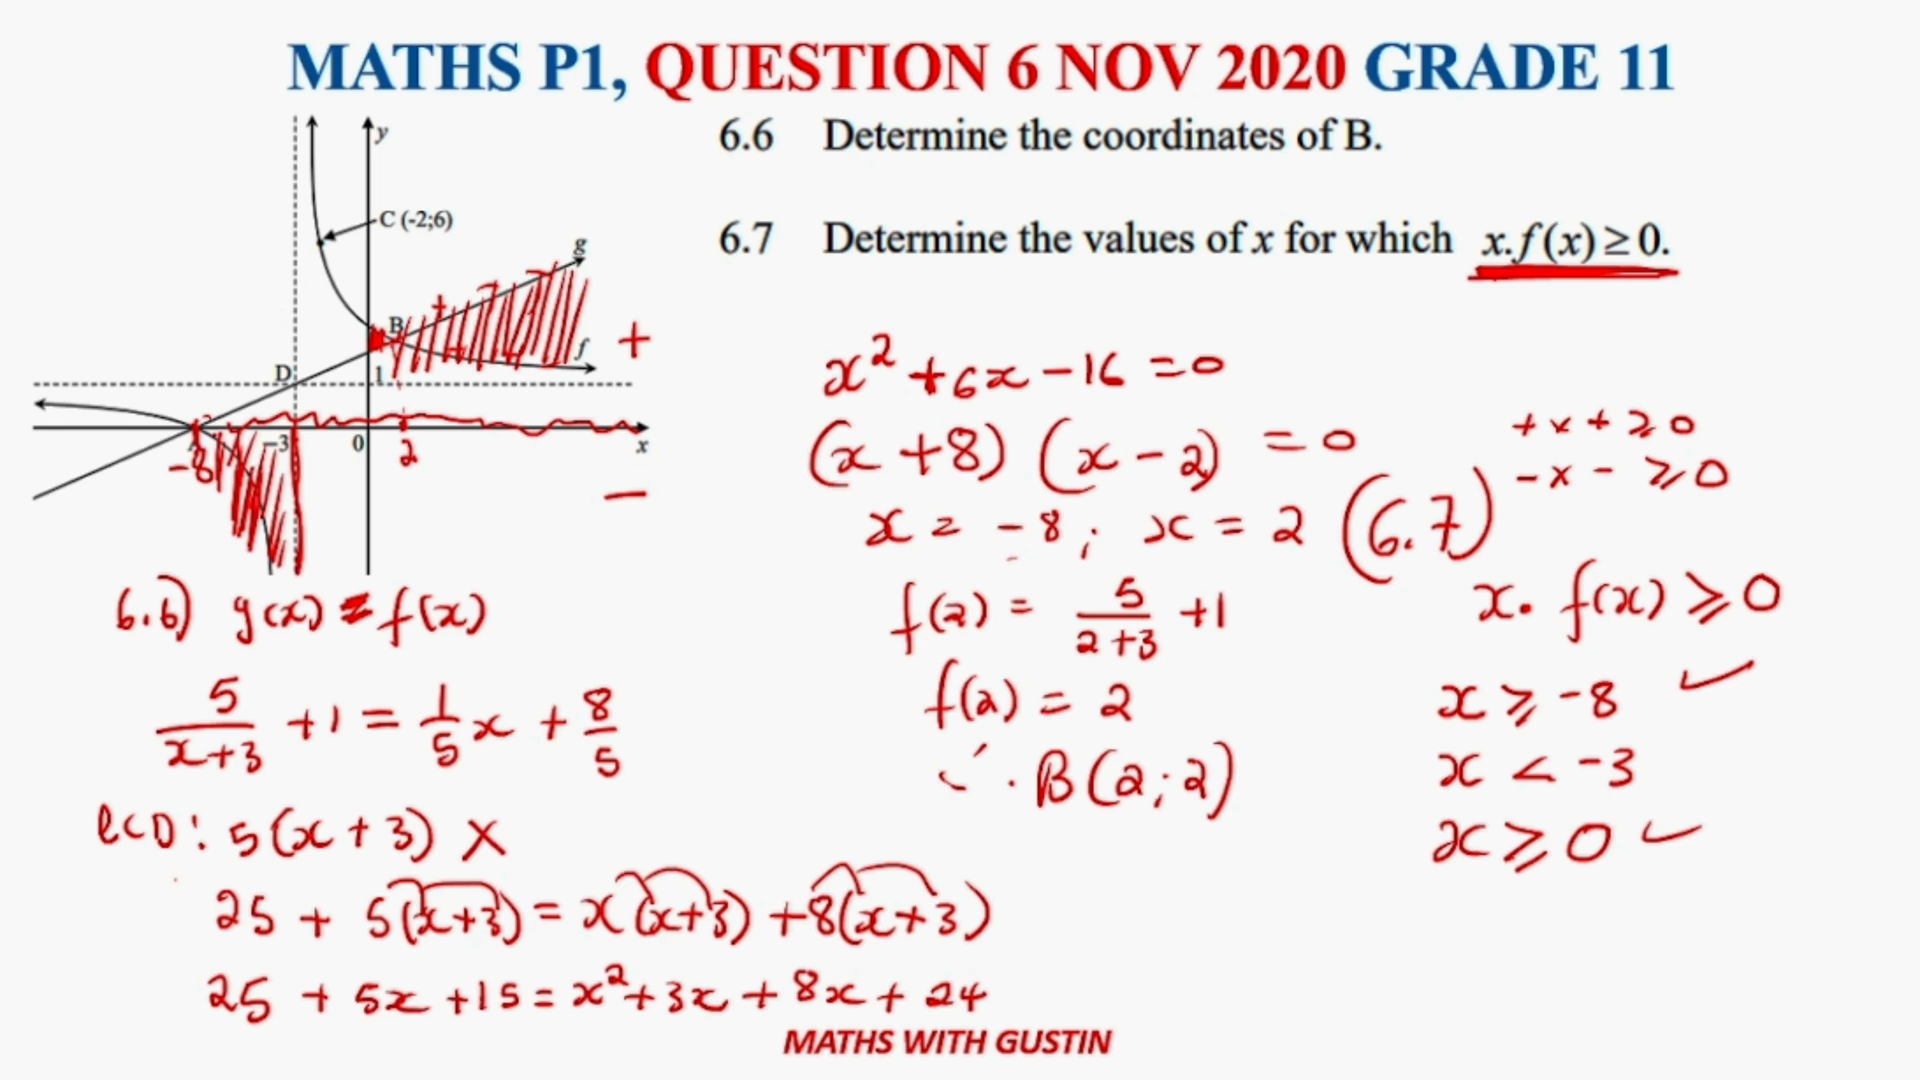 MATHS P1, QUESTION 6 NOV 2020 GRADE 11
6.6 Determine the coordinates of B.
6.7 Determine the values of x for which x.f(x) ≥ 0.
y
C (-2;6)
g
B
f
+
D
1
-8
-3
0
2
x
−
6.6) g(x) = f(x)
5/(x+3) + 1 = 1/5 x + 8/5
LCD: 5(x+3) ×
25 + 5(x+3) = x(x+3) + 8(x+3)
25 + 5x + 15 = x² + 3x + 8x + 24
x² + 6x − 16 = 0
(x + 8) (x − 2) = 0
x = −8 ; x = 2
f(2) = 5/(2+3) + 1
f(2) = 2
∴ B(2;2)
(6.7)
+ × + ≥ 0
− × − ≥ 0
x. f(x) ≥ 0
x ≥ −8 ✓
x < −3
x ≥ 0 ✓
MATHS WITH GUSTIN